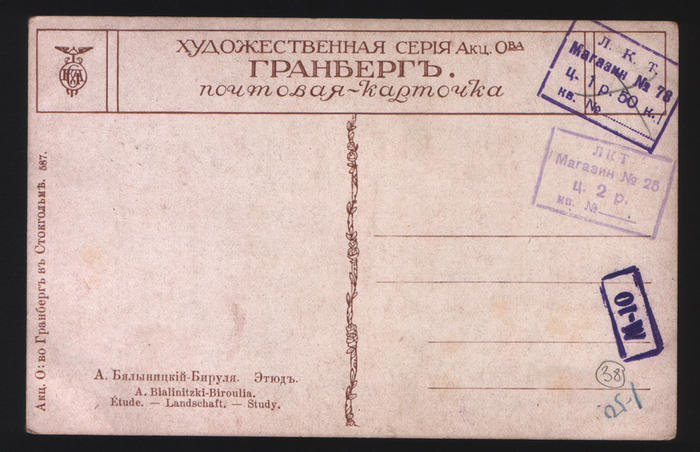 ХУДОЖЕСТВЕННАЯ СЕРІЯ Акц. Ова
ГРАНБЕРГЪ.
почтовая-карточка
Л. К. Т.
Магазин № 78
ц. 1 р. 50 к.
кв. №
ЛКТ
Магазин № 25
ц. 2 р.
кв. №
№-10
38
25-1
Акц. О: во Гранбергъ въ Стокгольмѣ. 587.
А. Бялыницкій-Бируля. Этюдъ.
A. Bialinitzki-Biroulia.
Étude. — Landschaft. — Study.